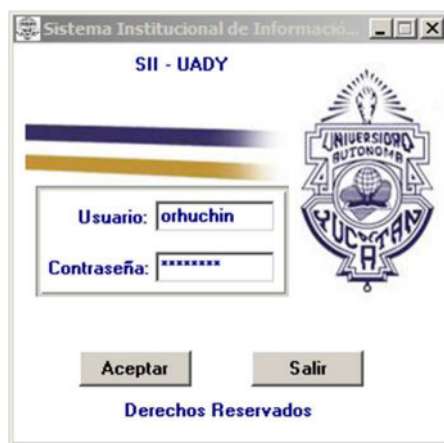 Sistema Institucional de Informació...
SII - UADY
UNIVERSIDAD
AUTONOMA
YUCATAN
Usuario: orhuchin
Contraseña: ********
Aceptar Salir
Derechos Reservados